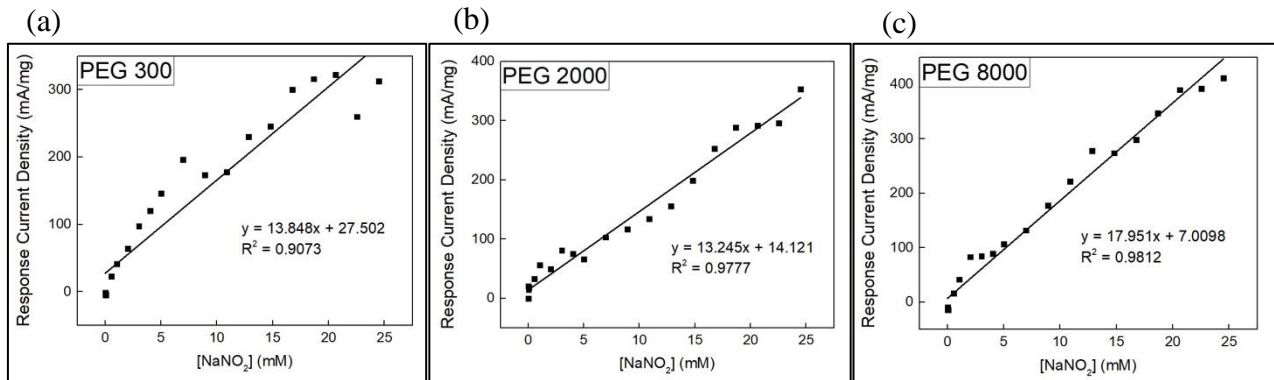 (a)
PEG 300
Response Current Density (mA/mg)
300
200
100
0
y = 13.848x + 27.502
R² = 0.9073
0 5 10 15 20 25
[NaNO₂] (mM)
(b)
PEG 2000
Response Current Density (mA/mg)
400
300
200
100
0
y = 13.245x + 14.121
R² = 0.9777
0 5 10 15 20 25
[NaNO₂] (mM)
(c)
PEG 8000
Response Current Density (mA/mg)
400
300
200
100
0
y = 17.951x + 7.0098
R² = 0.9812
0 5 10 15 20 25
[NaNO₂] (mM)